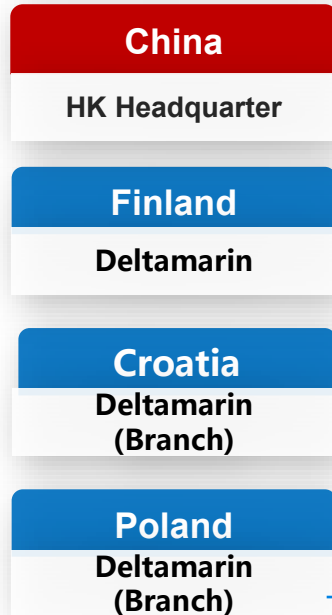 China
HK Headquarter
Finland
Deltamarin
Croatia
Deltamarin
(Branch)
Poland
Deltamarin
(Branch)